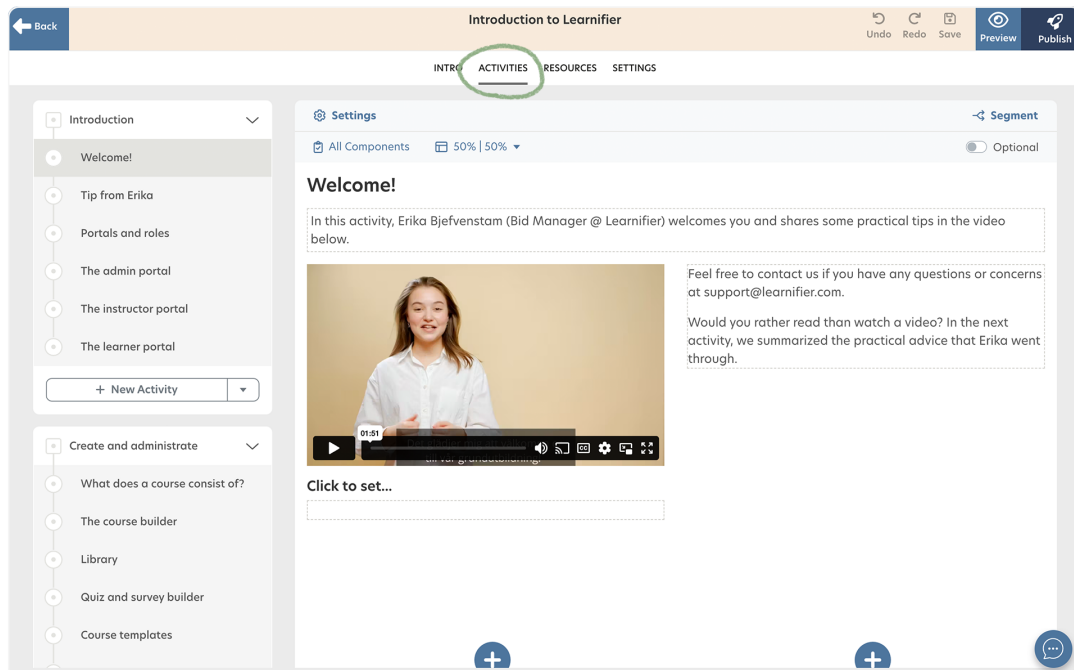 Back
Introduction to Learnifier
Undo
Redo
Save
Preview
Publish
INTRO
ACTIVITIES
RESOURCES
SETTINGS
Introduction
Welcome!
Tip from Erika
Portals and roles
The admin portal
The instructor portal
The learner portal
+ New Activity
Create and administrate
What does a course consist of?
The course builder
Library
Quiz and survey builder
Course templates
Settings
Segment
All Components
50% | 50%
Optional
Welcome!
In this activity, Erika Bjefvenstam (Bid Manager @ Learnifier) welcomes you and shares some practical tips in the video
below.
01:51
CC
Click to set...
Feel free to contact us if you have any questions or concerns
at support@learnifier.com.
Would you rather read than watch a video? In the next
activity, we summarized the practical advice that Erika went
through.